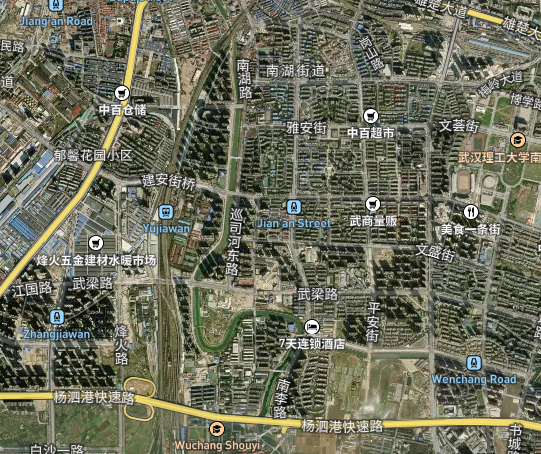 Jiang'an Road
雄楚大道
雄楚大
民路
道
南湖路
南湖街道
中百仓储
雅安街
中百超市
文荟街
博学路
武汉理工大学南
郁馨花园小区
建安街桥
Yujiawan
巡司河东路
Jian'an Street
武商量贩
美食一条街
烽火五金建材水暖市场
文盛街
江国路
武梁路
武梁路
平安街
Zhangjiawan
烽火路
7天连锁酒店
Wenchang Road
南李路
杨泗港快速路
杨泗港快速路
Wuchang Shouyi
书城路
白沙一路